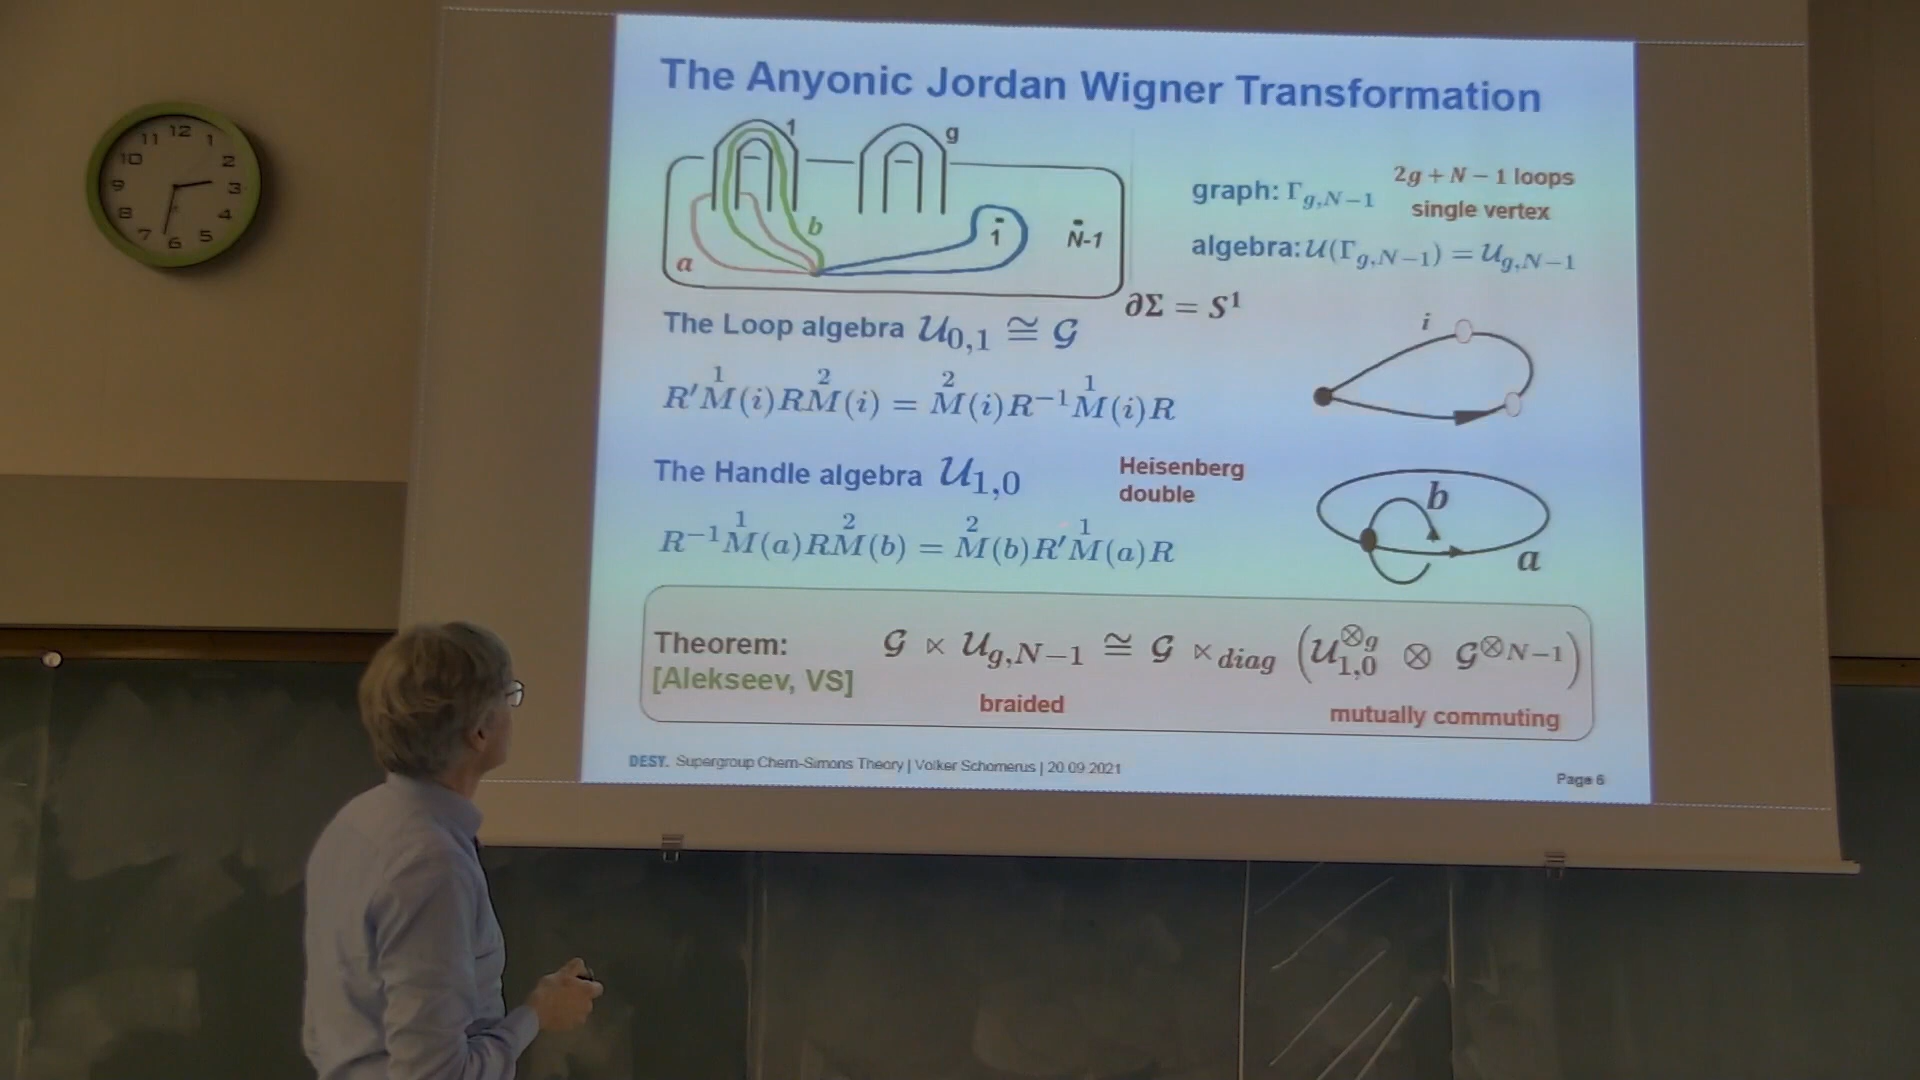 The Anyonic Jordan Wigner Transformation
1
g
b
a
1
N-1
graph: Γ_{g,N−1}
2g + N − 1 loops
single vertex
algebra: 𝒰(Γ_{g,N−1}) = 𝒰_{g,N−1}
∂Σ = S¹
The Loop algebra 𝒰_{0,1} ≅ 𝒢
i
R′M¹(i)RM²(i) = M²(i)R⁻¹M¹(i)R
The Handle algebra 𝒰_{1,0}
Heisenberg
double
b
a
R⁻¹M¹(a)RM²(b) = M²(b)R′M¹(a)R
Theorem: 𝒢 ⋉ 𝒰_{g,N−1} ≅ 𝒢 ⋉_{diag} (𝒰_{1,0}^{⊗g} ⊗ 𝒢^{⊗N−1})
[Alekseev, VS]
braided
mutually commuting
DESY. Supergroup Chern-Simons Theory | Volker Schomerus | 20.09.2021
Page 6
12
1
2
3
4
5
6
7
8
9
10
11